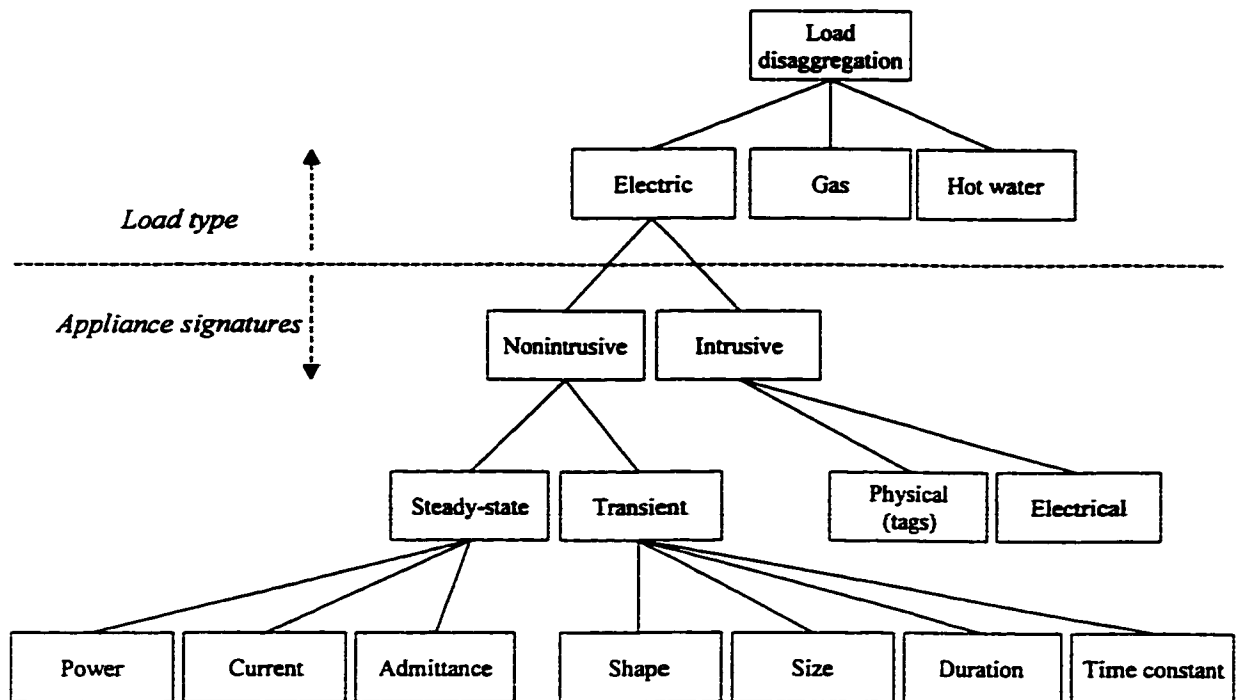 Load
disaggregation
Electric
Gas
Hot water
Load type
Appliance signatures
Nonintrusive
Intrusive
Steady-state
Transient
Physical
(tags)
Electrical
Power
Current
Admittance
Shape
Size
Duration
Time constant